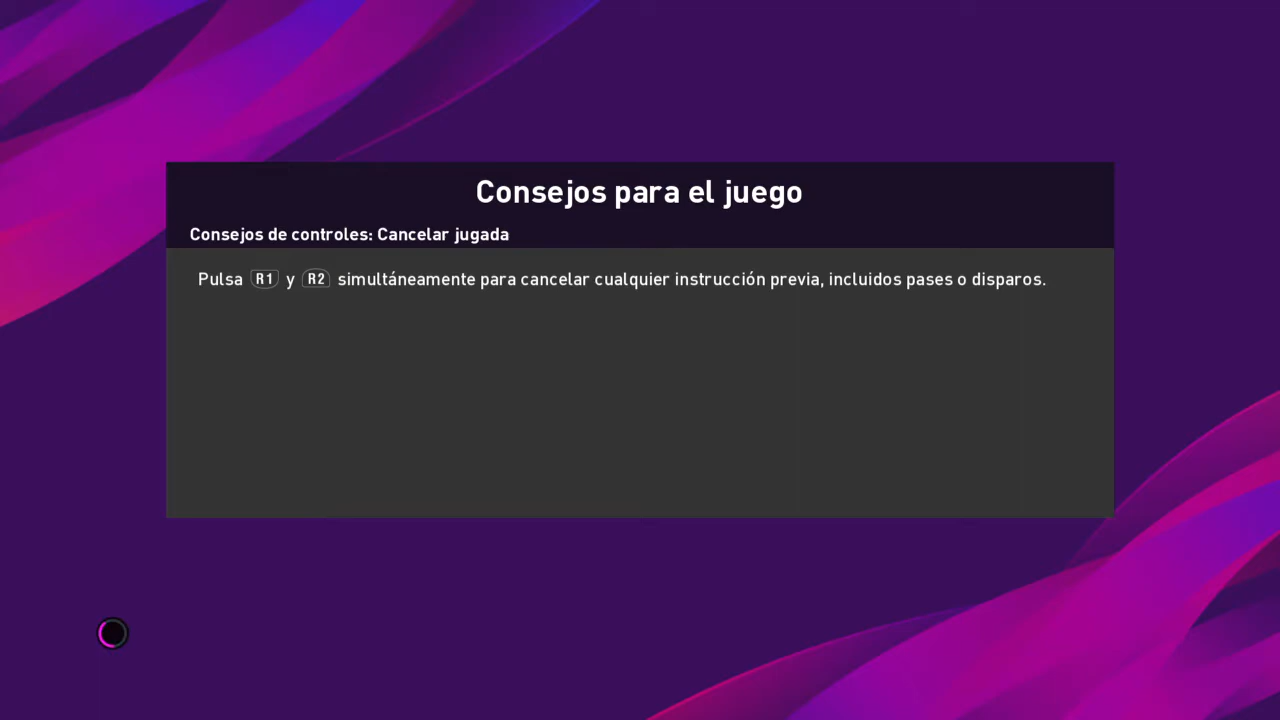 Consejos para el juego
Consejos de controles: Cancelar jugada
Pulsa R1 y R2 simultáneamente para cancelar cualquier instrucción previa, incluidos pases o disparos.